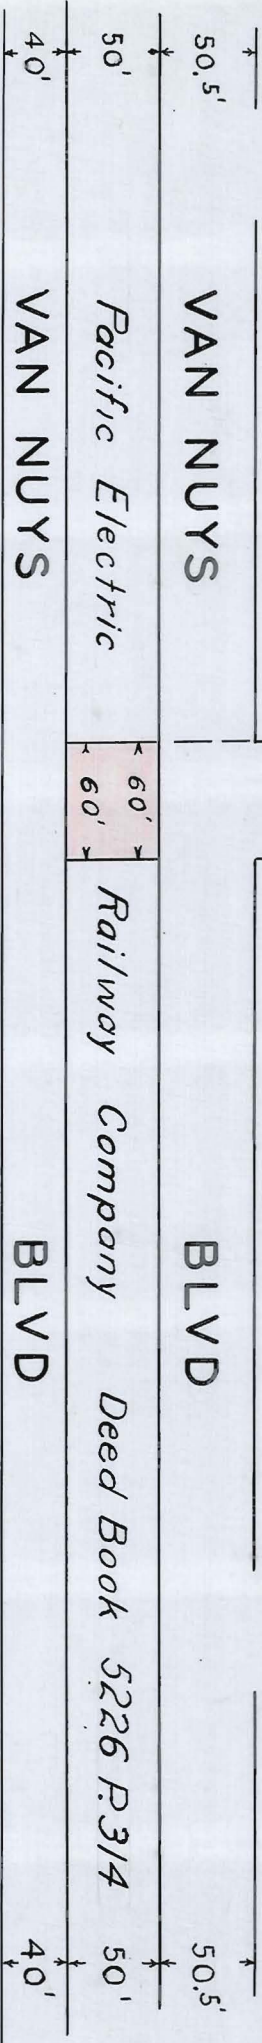 50.5'
VAN NUYS BLVD
50.5'
50'
Pacific Electric
60'
60'
Railway Company Deed Book 5226 P.314
50'
40'
VAN NUYS BLVD
40'